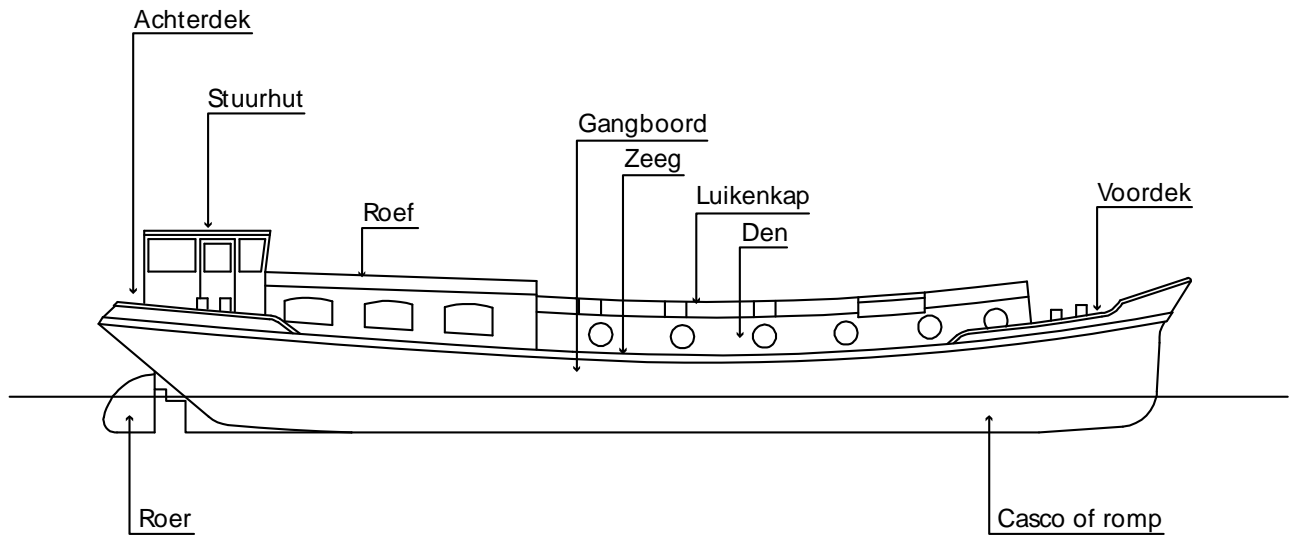 Achterdek
Stuurhut
Gangboord
Zeeg
Luikenkap
Voordek
Roef
Den
Roer
Casco of romp